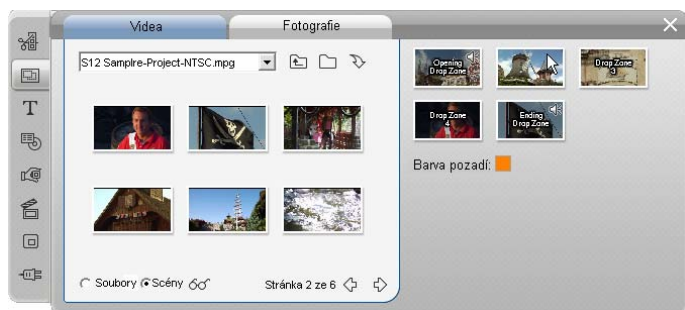 Videa
Fotografie
S12 Samplre-Project-NTSC.mpg
Opening
Drop Zone
Drop Zone
3
Drop Zone
4
Ending
Drop Zone
Barva pozadí:
T
Soubory
Scény
Stránka 2 ze 6